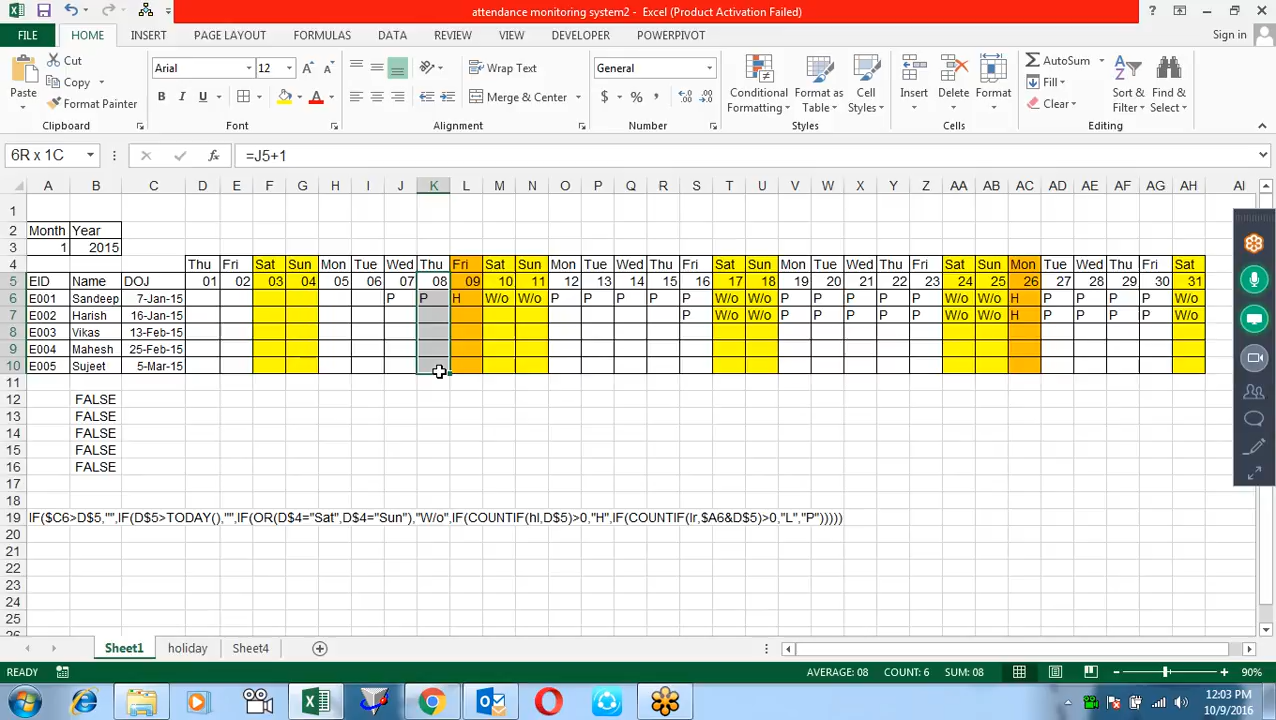 attendance monitoring system2 - Excel (Product Activation Failed)
FILE HOME INSERT PAGE LAYOUT FORMULAS DATA REVIEW VIEW DEVELOPER POWERPIVOT Sign in
Paste Cut Copy Format Painter Clipboard
Arial 12 B I U A Font
Wrap Text Merge & Center Alignment
General $ % , Number
Conditional Formatting Format as Table Cell Styles Styles
Insert Delete Format Cells
AutoSum Fill Clear Sort & Filter Find & Select Editing
6R x 1C fx =J5+1
A B C D E F G H I J K L M N O P Q R S T U V W X Y Z AA AB AC AD AE AF AG AH AI
1
2 Month Year
3 1 2015
4 Thu Fri Sat Sun Mon Tue Wed Thu Fri Sat Sun Mon Tue Wed Thu Fri Sat Sun Mon Tue Wed Thu Fri Sat Sun Mon Tue Wed Thu Fri Sat
5 EID Name DOJ 01 02 03 04 05 06 07 08 09 10 11 12 13 14 15 16 17 18 19 20 21 22 23 24 25 26 27 28 29 30 31
6 E001 Sandeep 7-Jan-15 P P H W/o W/o P P P P P W/o W/o P P P P P W/o W/o H P P P P W/o
7 E002 Harish 16-Jan-15 P W/o W/o P P P P P W/o W/o H P P P P W/o
8 E003 Vikas 13-Feb-15
9 E004 Mahesh 25-Feb-15
10 E005 Sujeet 5-Mar-15
11
12 FALSE
13 FALSE
14 FALSE
15 FALSE
16 FALSE
17
18
19 IF($C6>D$5,"",IF(D$5>TODAY(),"",IF(OR(D$4="Sat",D$4="Sun"),"W/o",IF(COUNTIF(hl,D$5)>0,"H",IF(COUNTIF(lr,$A6&D$5)>0,"L","P")))))
20
21
22
23
24
25
26
Sheet1 holiday Sheet4
READY AVERAGE: 08 COUNT: 6 SUM: 08 90%
12:03 PM
10/9/2016